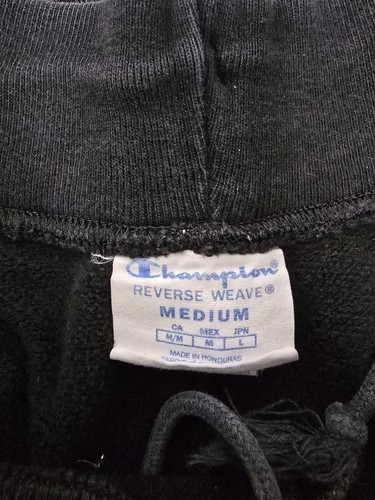 Champion®
REVERSE WEAVE®
MEDIUM
CA MEX JPN
M/M M L
MADE IN HONDURAS